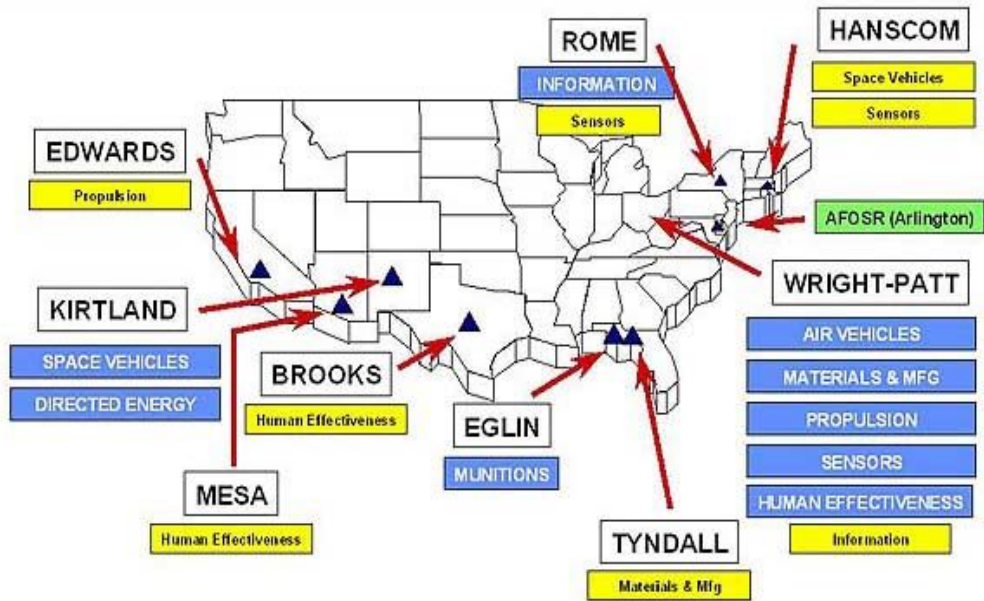 ROME
INFORMATION
Sensors
HANSCOM
Space Vehicles
Sensors
EDWARDS
Propulsion
AFOSR (Arlington)
KIRTLAND
SPACE VEHICLES
DIRECTED ENERGY
WRIGHT-PATT
AIR VEHICLES
MATERIALS & MFG
PROPULSION
SENSORS
HUMAN EFFECTIVENESS
Information
BROOKS
Human Effectiveness
EGLIN
MUNITIONS
MESA
Human Effectiveness
TYNDALL
Materials & Mfg